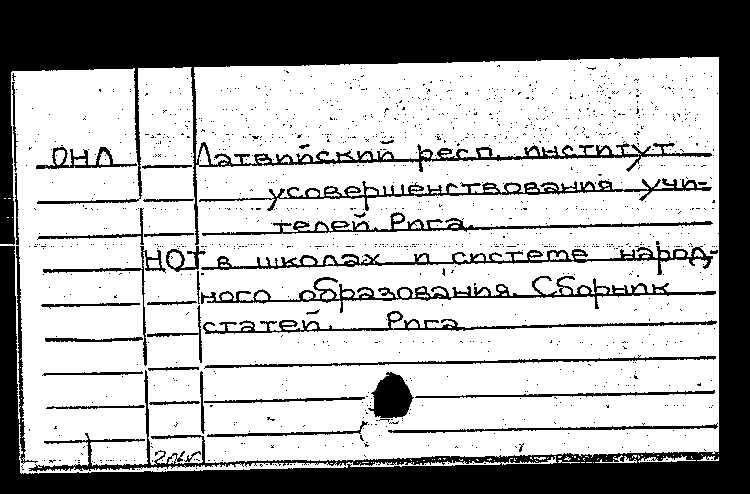 ОНЛ Латвийский респ. институт
усовершенствования учи=
телей. Рига.
НОТ в школах и системе народ-
ного образования. Сборник
статей. Рига